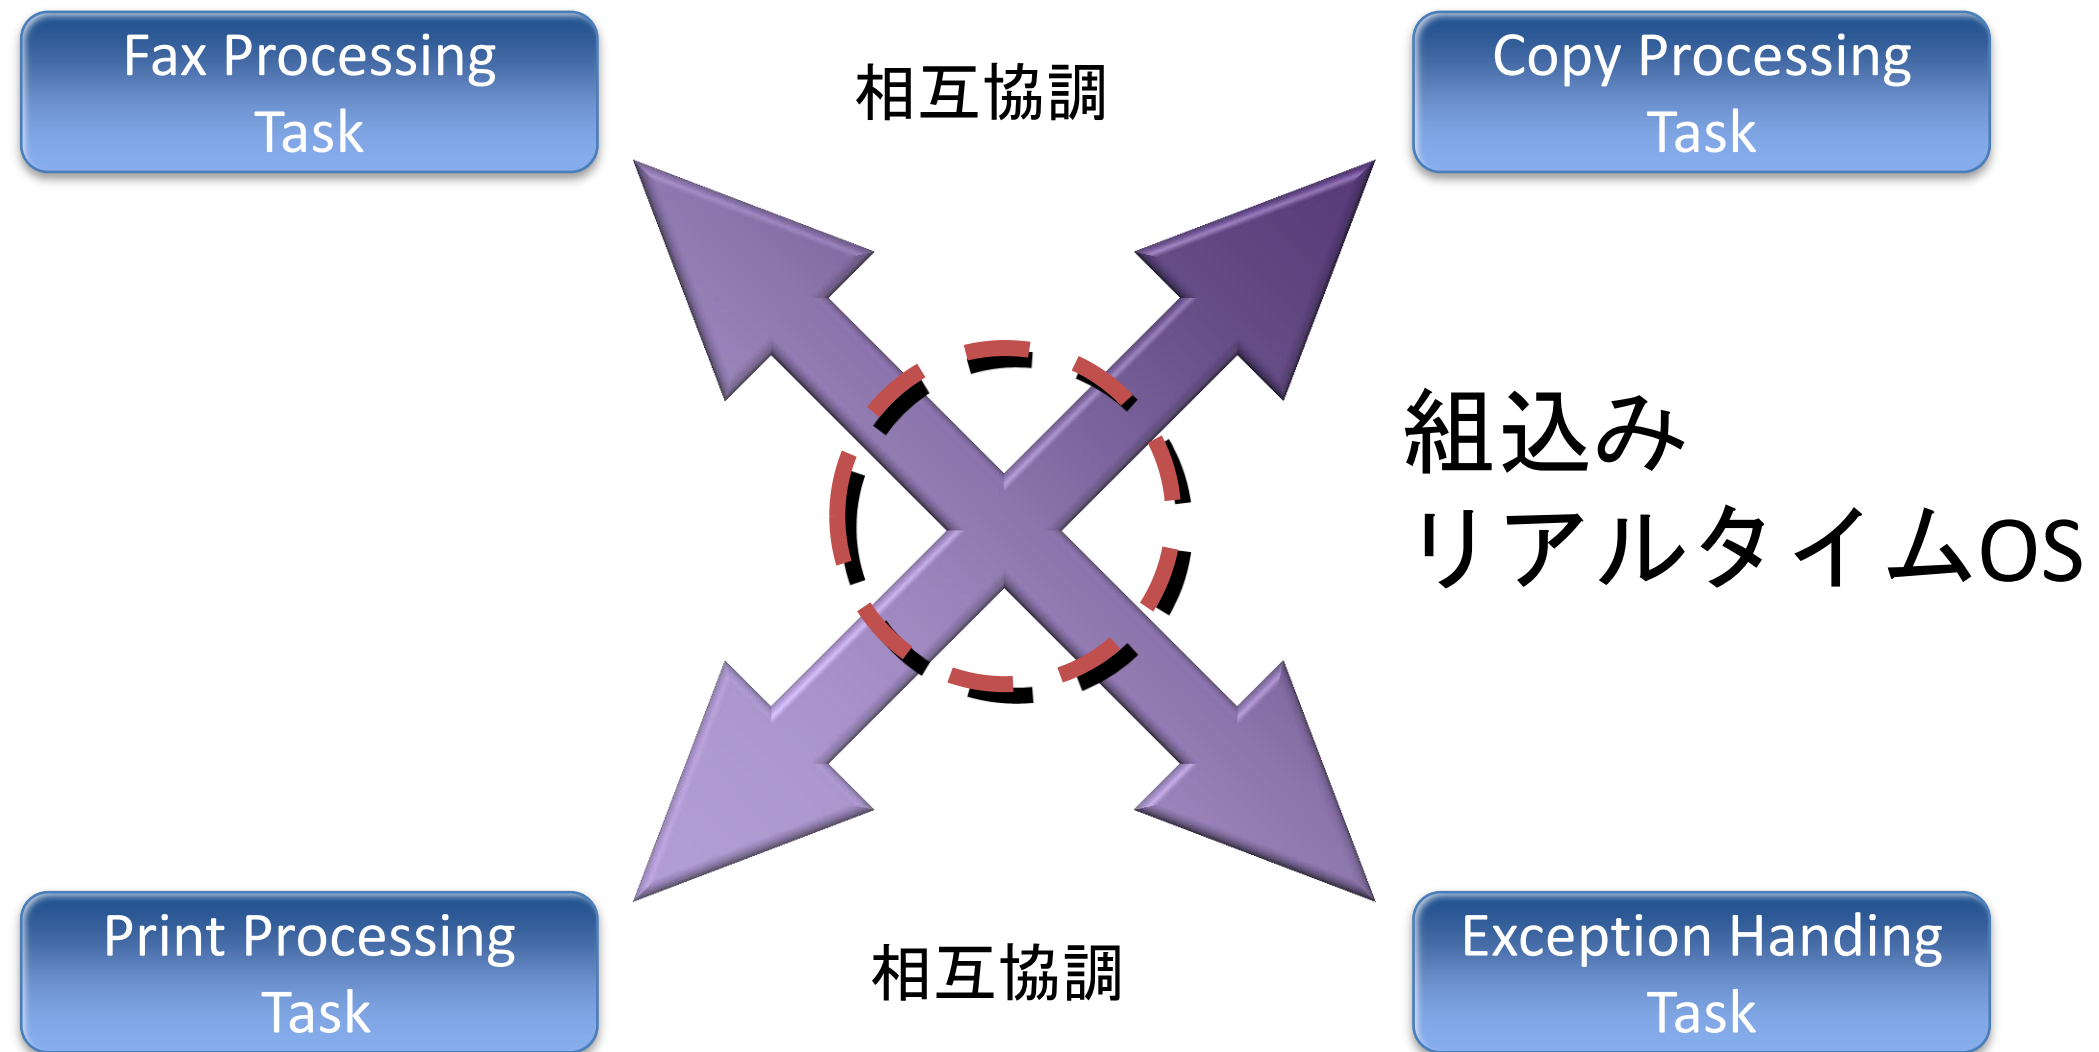 Fax Processing
Task
相互協調
Copy Processing
Task
組込み
リアルタイムOS
Print Processing
Task
相互協調
Exception Handing
Task